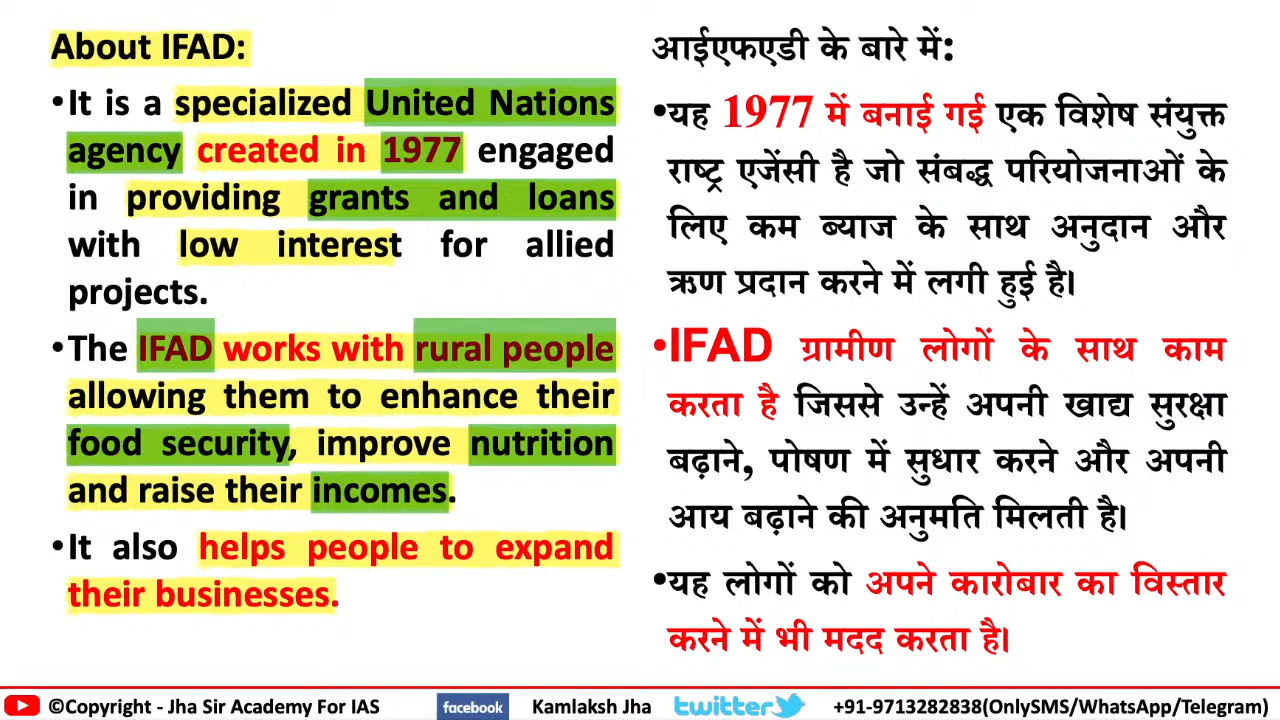 About IFAD:
•It is a specialized United Nations
agency created in 1977 engaged
in providing grants and loans
with low interest for allied
projects.
•The IFAD works with rural people
allowing them to enhance their
food security, improve nutrition
and raise their incomes.
•It also helps people to expand
their businesses.
आईएफएडी के बारे में:
•यह 1977 में बनाई गई एक विशेष संयुक्त
राष्ट्र एजेंसी है जो संबद्ध परियोजनाओं के
लिए कम ब्याज के साथ अनुदान और
ऋण प्रदान करने में लगी हुई है।
•IFAD ग्रामीण लोगों के साथ काम
करता है जिससे उन्हें अपनी खाद्य सुरक्षा
बढ़ाने, पोषण में सुधार करने और अपनी
आय बढ़ाने की अनुमति मिलती है।
•यह लोगों को अपने कारोबार का विस्तार
करने में भी मदद करता है।
©Copyright - Jha Sir Academy For IAS facebook Kamlaksh Jha twitter +91-9713282838(OnlySMS/WhatsApp/Telegram)